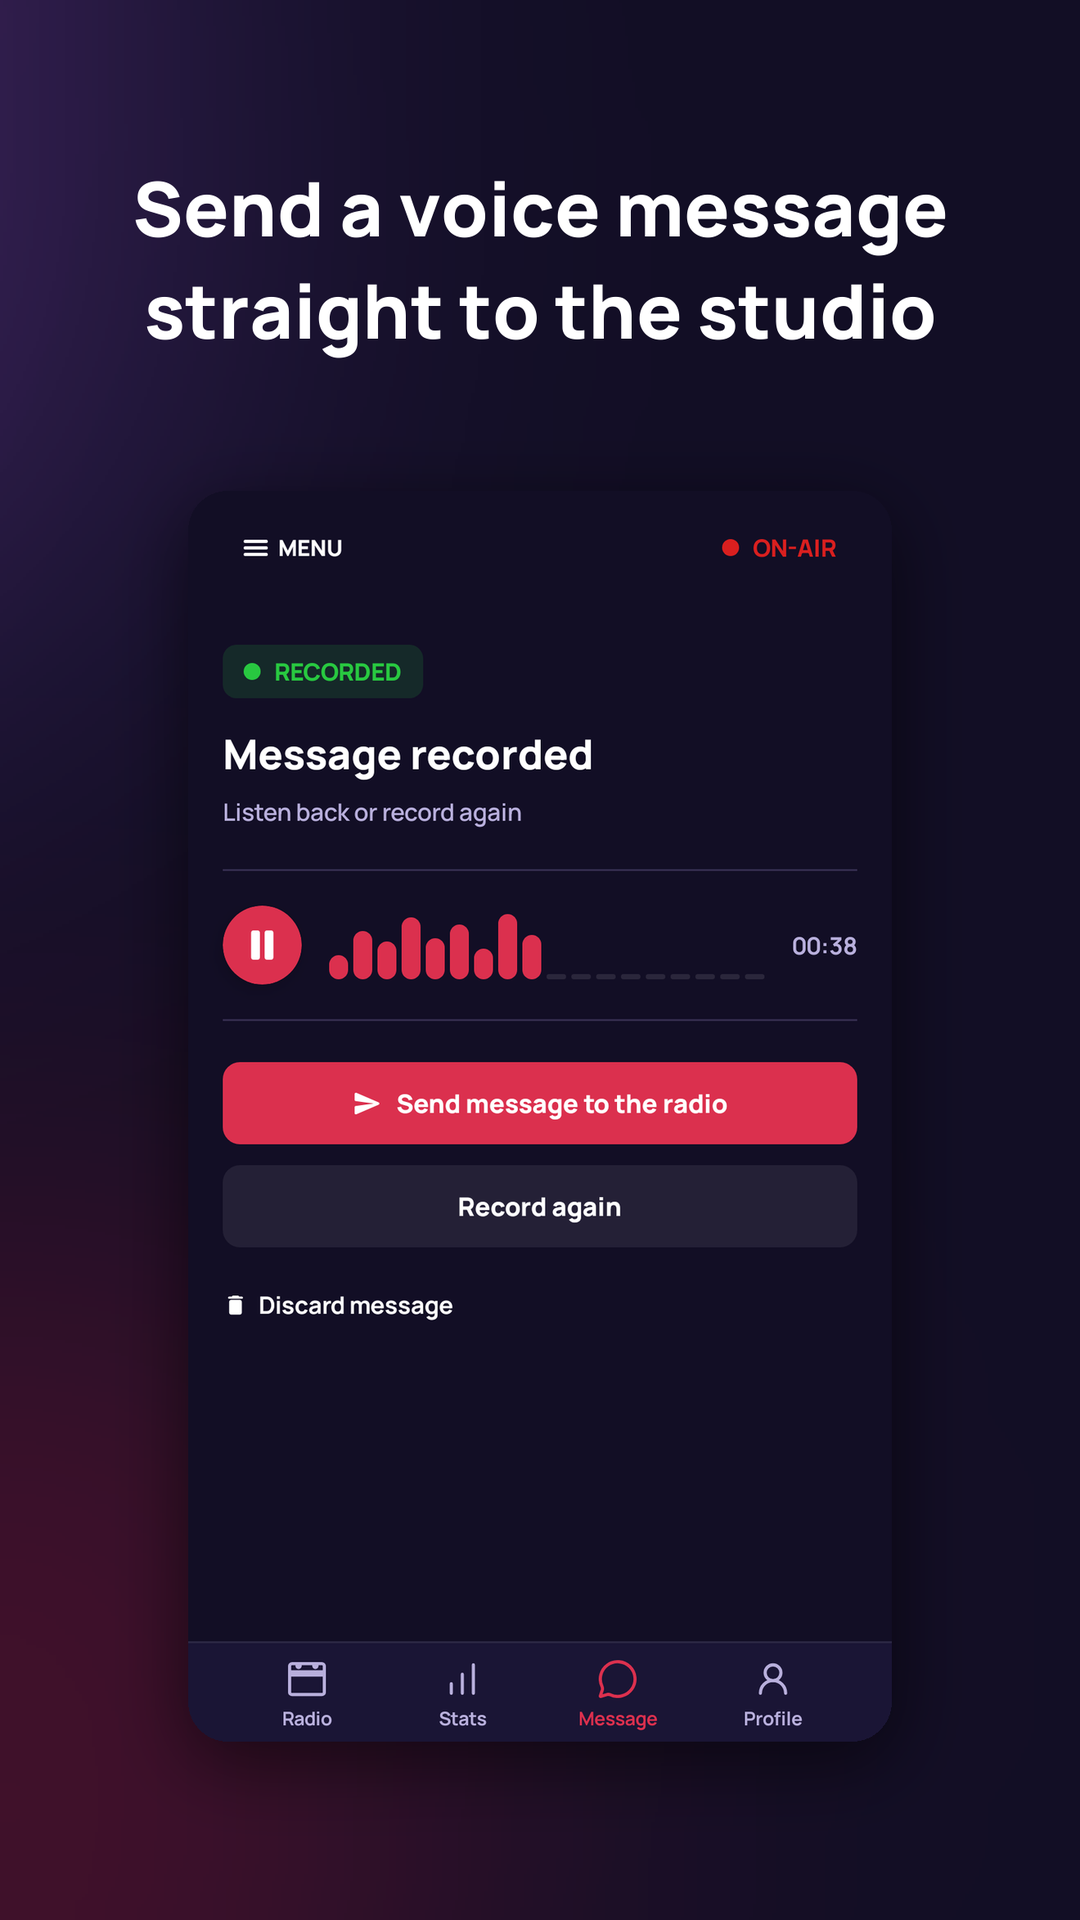 Send a voice message
straight to the studio
MENU
ON-AIR
RECORDED
Message recorded
Listen back or record again
00:38
Send message to the radio
Record again
Discard message
Radio
Stats
Message
Profile